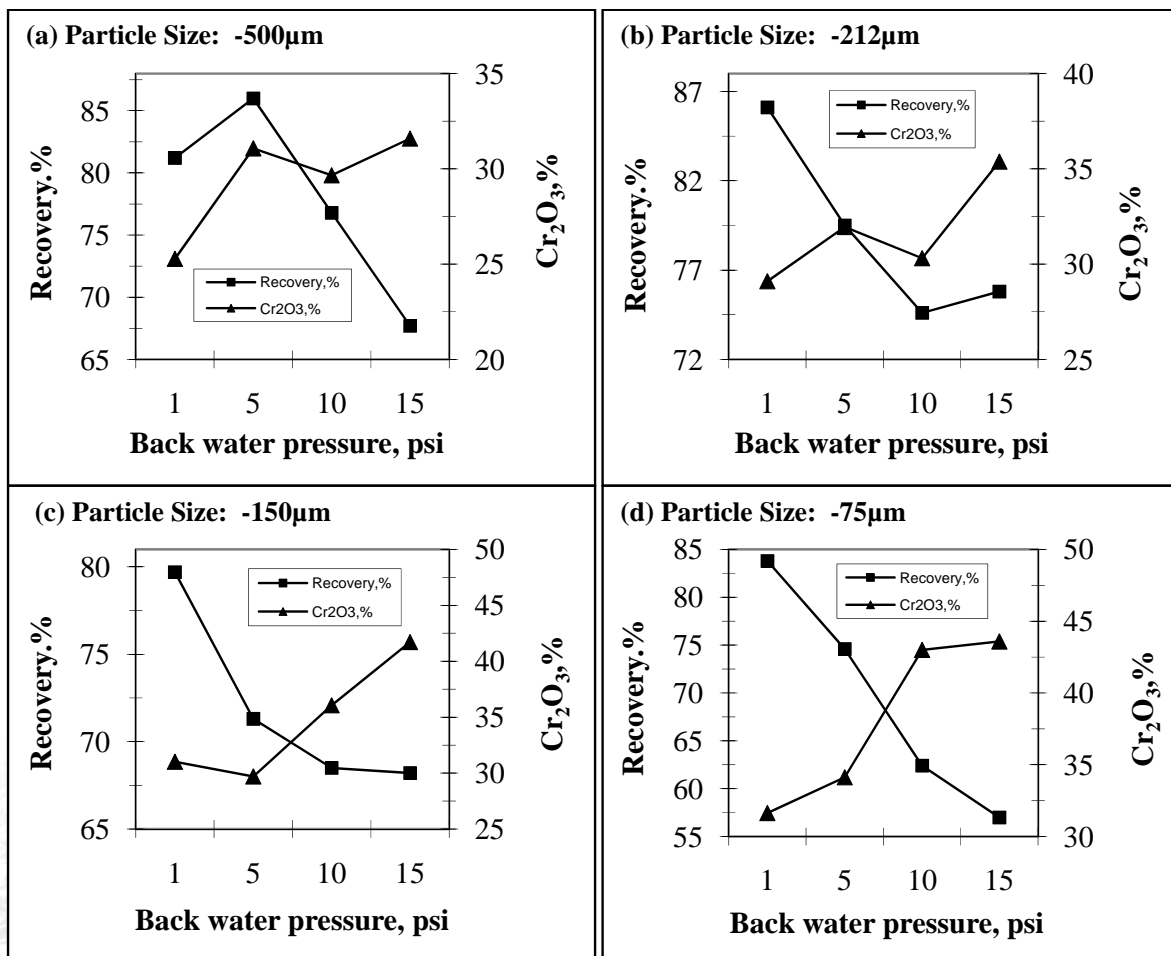 (a) Particle Size: -500µm
35
85
30
80
Recovery.%
Cr₂O₃,%
75
25
Recovery,%
Cr2O3,%
70
65
20
1 5 10 15
Back water pressure, psi
(b) Particle Size: -212µm
40
87
Recovery,%
Cr2O3,%
35
82
Recovery.%
Cr₂O₃,%
30
77
72
25
1 5 10 15
Back water pressure, psi
(c) Particle Size: -150µm
50
80
Recovery,%
Cr2O3,%
45
75
40
Recovery.%
Cr₂O₃,%
35
70
30
65
25
1 5 10 15
Back water pressure, psi
(d) Particle Size: -75µm
85
50
Recovery,%
Cr2O3,%
80
45
75
70
40
Recovery.%
Cr₂O₃,%
65
35
60
55
30
1 5 10 15
Back water pressure, psi